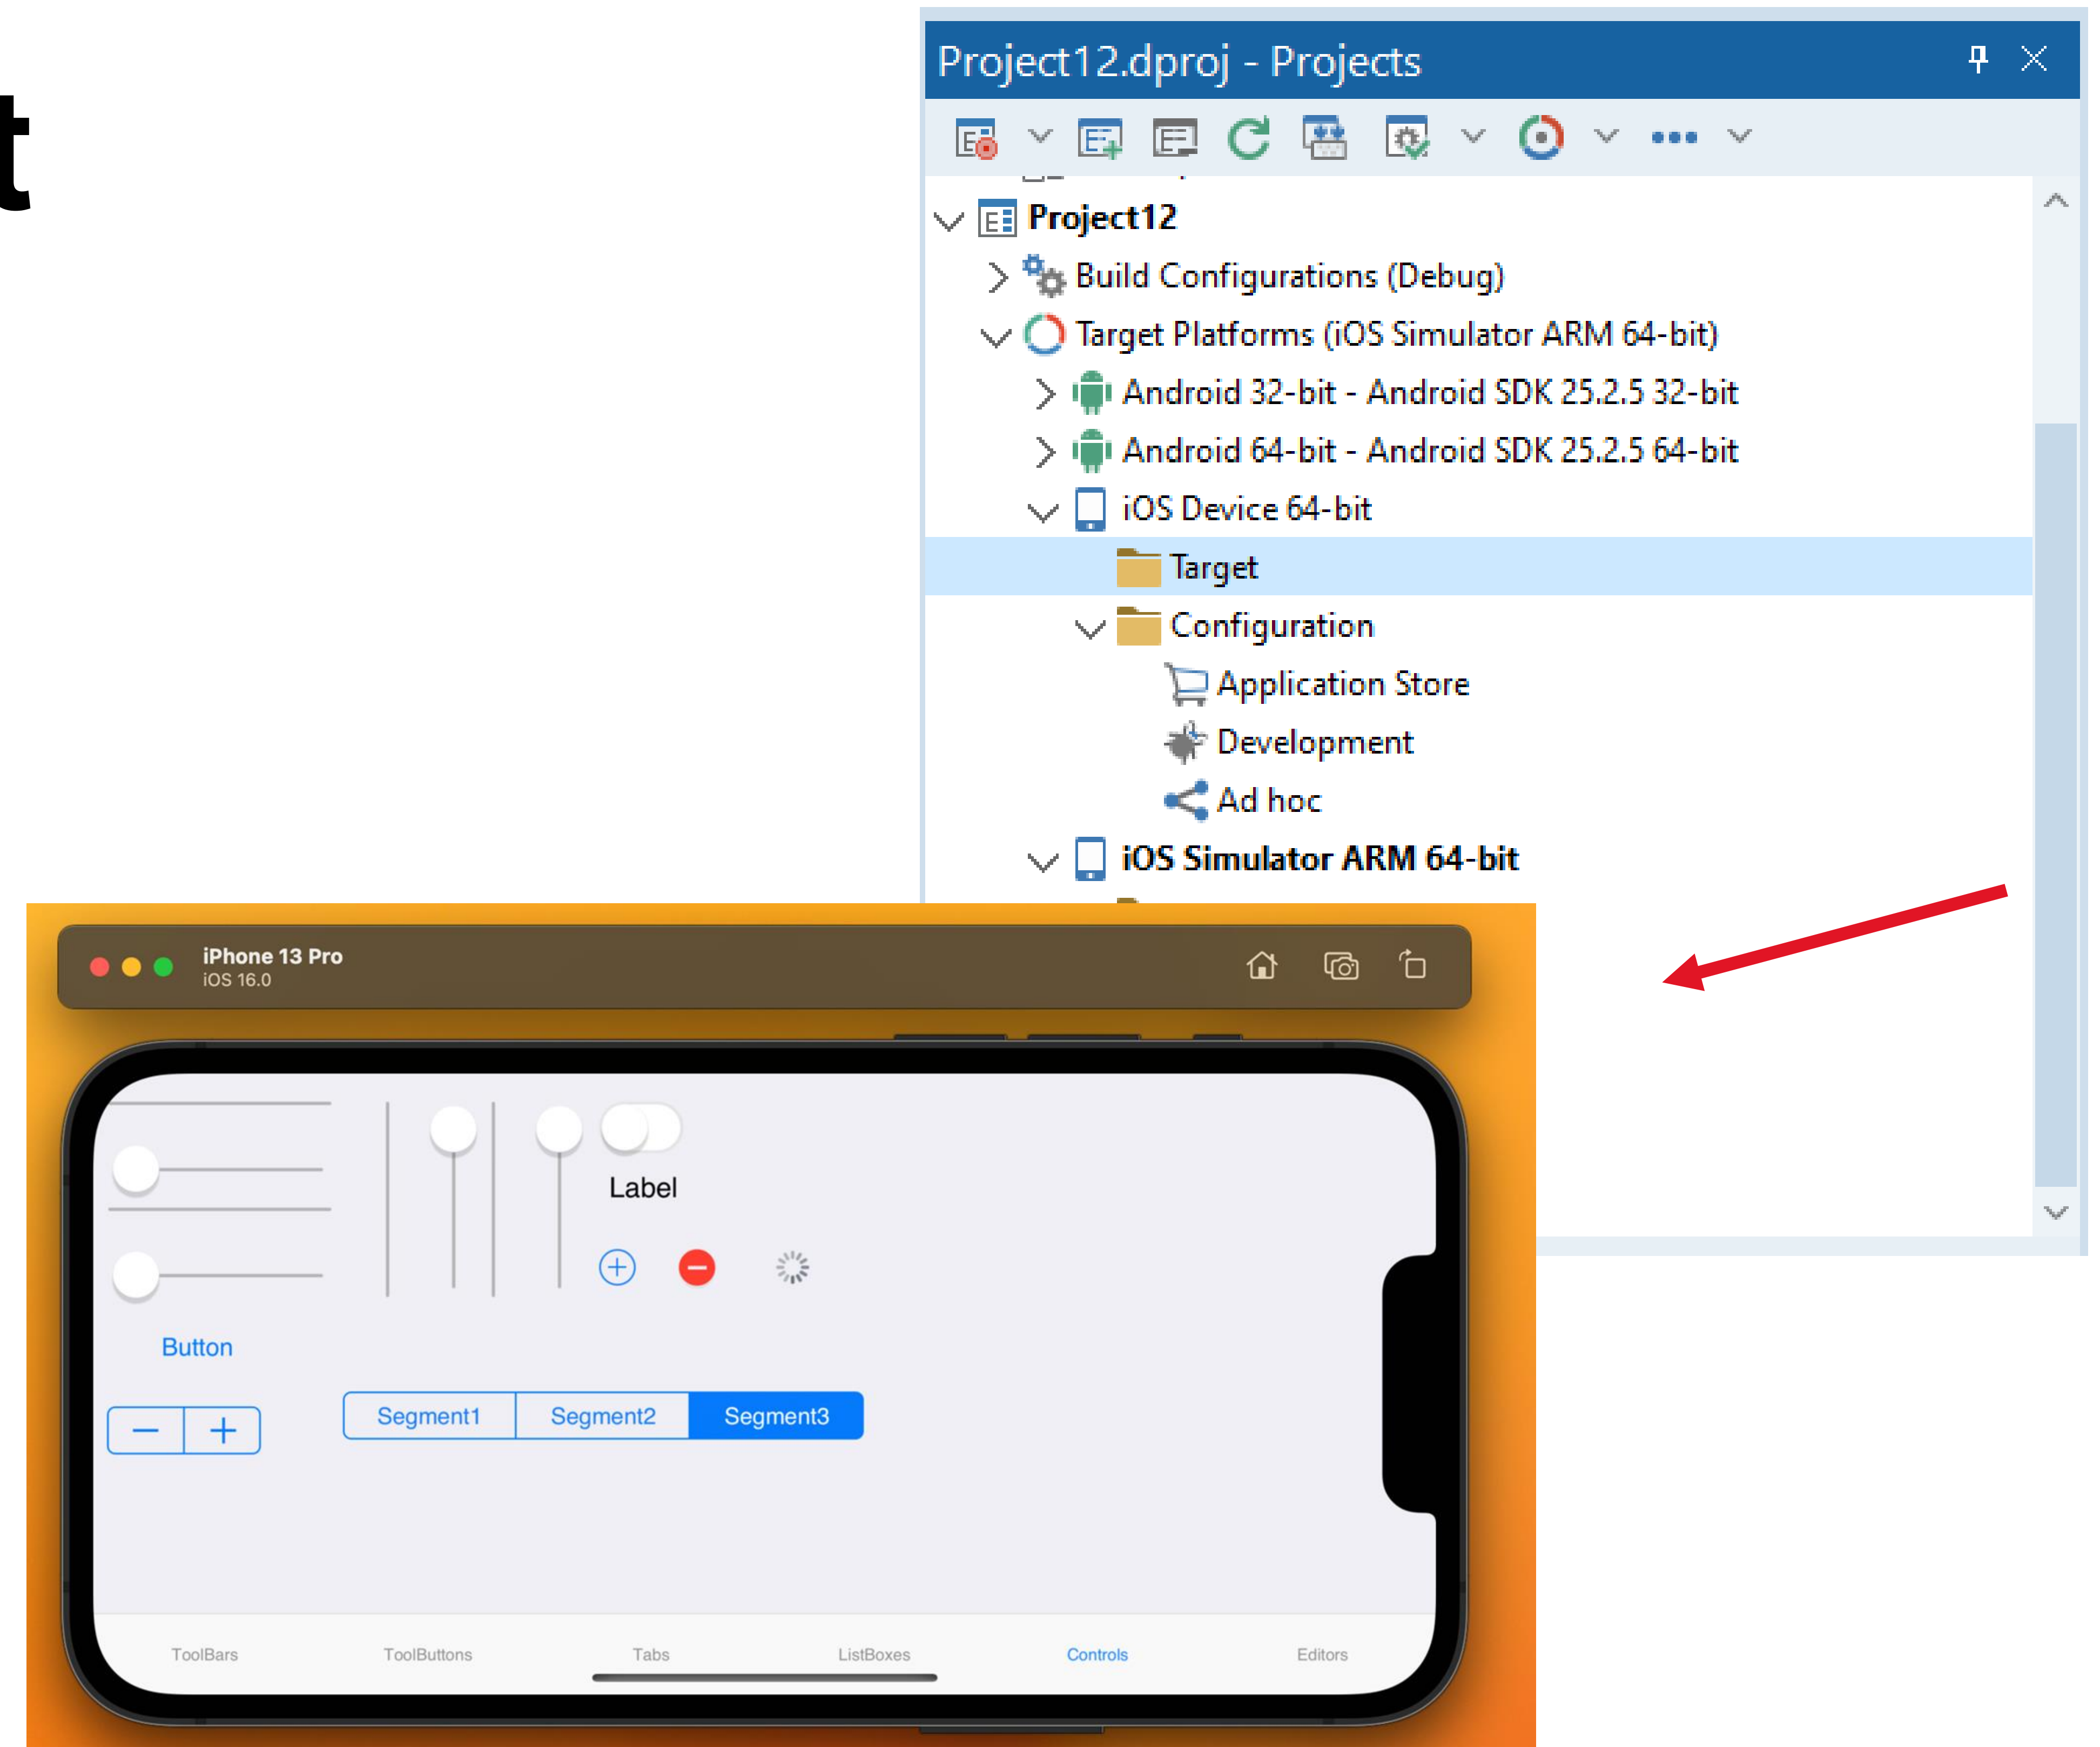 t
Project12.dproj - Projects
Project12
Build Configurations (Debug)
Target Platforms (iOS Simulator ARM 64-bit)
Android 32-bit - Android SDK 25.2.5 32-bit
Android 64-bit - Android SDK 25.2.5 64-bit
iOS Device 64-bit
Target
Configuration
Application Store
Development
Ad hoc
iOS Simulator ARM 64-bit
iPhone 13 Pro
iOS 16.0
Label
Button
Segment1 Segment2 Segment3
ToolBars ToolButtons Tabs ListBoxes Controls Editors